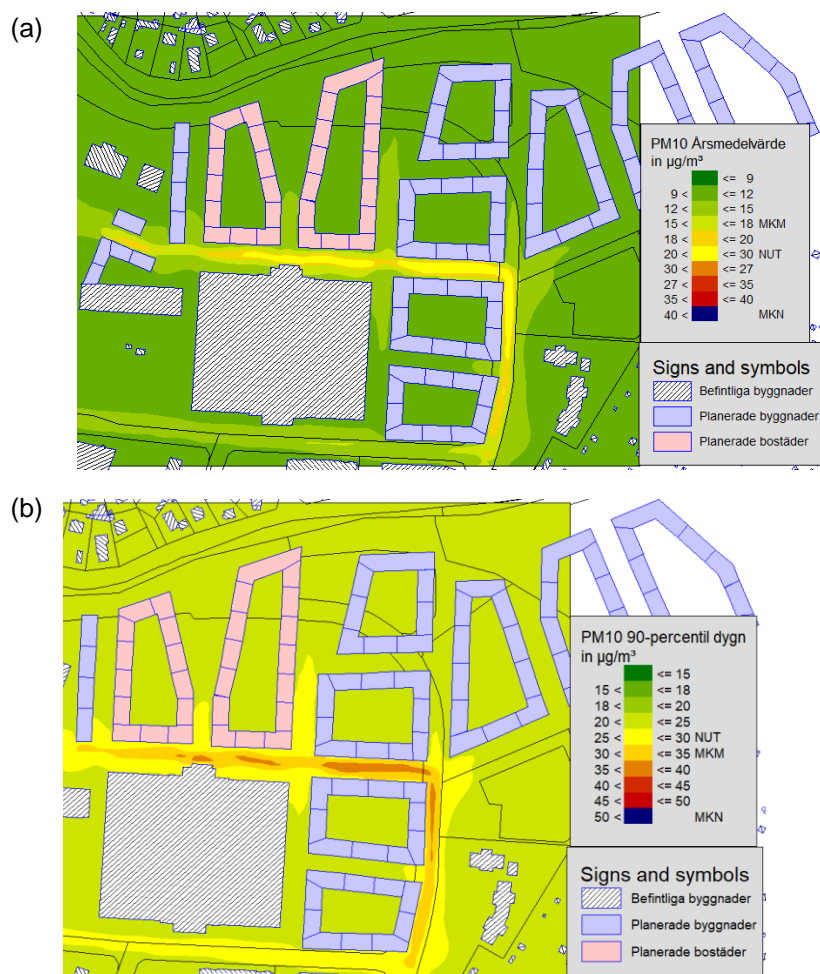 (a)
PM10 Årsmedelvärde
in µg/m³
<= 9
9 < <= 12
12 < <= 15
15 < <= 18 MKM
18 < <= 20
20 < <= 30 NUT
30 < <= 27
27 < <= 35
35 < <= 40
40 < MKN
Signs and symbols
Befintliga byggnader
Planerade byggnader
Planerade bostäder
(b)
PM10 90-percentil dygn
in µg/m³
<= 15
15 < <= 18
18 < <= 20
20 < <= 25
25 < <= 30 NUT
30 < <= 35 MKM
35 < <= 40
40 < <= 45
45 < <= 50
50 < MKN
Signs and symbols
Befintliga byggnader
Planerade byggnader
Planerade bostäder